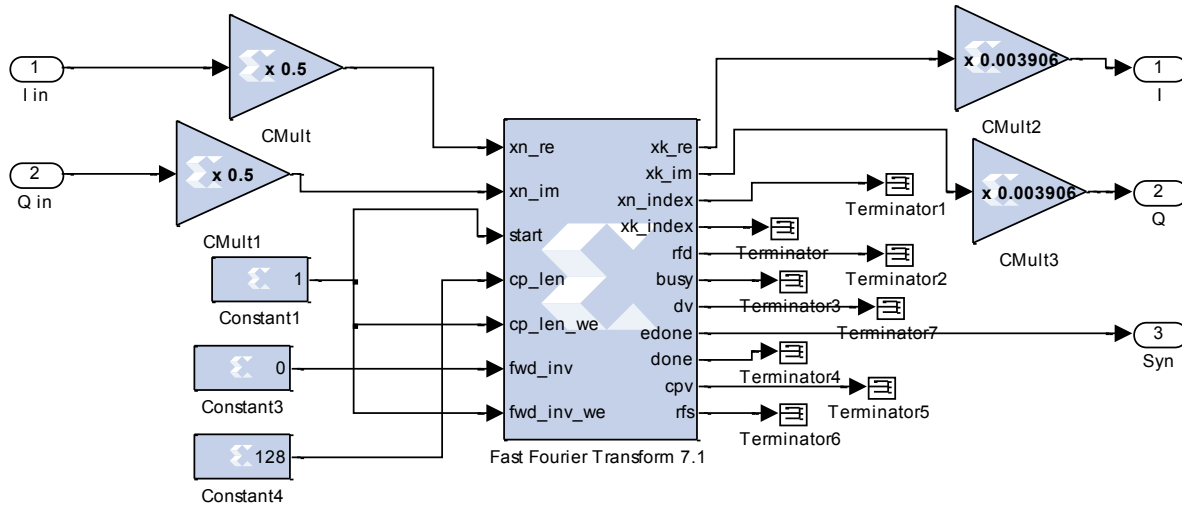 1
I in
x 0.5
CMult
2
Q in
x 0.5
CMult1
1
Constant1
0
Constant3
128
Constant4
xn_re
xn_im
start
cp_len
cp_len_we
fwd_inv
fwd_inv_we
xk_re
xk_im
xn_index
xk_index
rfd
busy
dv
edone
done
cpv
rfs
Fast Fourier Transform 7.1
Terminator1
Terminator
Terminator2
Terminator3
Terminator7
Terminator4
Terminator5
Terminator6
x 0.003906
CMult2
x 0.003906
CMult3
1
I
2
Q
3
Syn